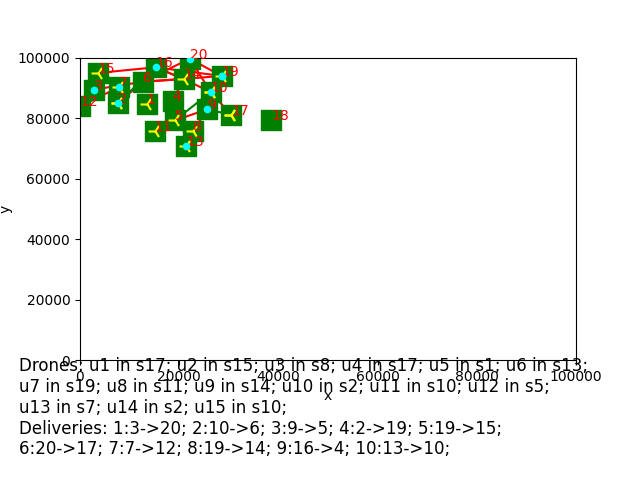 100000
80000
60000
40000
20000
0
y
0 20000 40000 60000 80000 100000
x
20
16
15
19
17
18
Drones: u1 in s17; u2 in s15; u3 in s8; u4 in s17; u5 in s1; u6 in s13;
u7 in s19; u8 in s11; u9 in s14; u10 in s2; u11 in s10; u12 in s5;
u13 in s7; u14 in s2; u15 in s10;
Deliveries: 1:3->20; 2:10->6; 3:9->5; 4:2->19; 5:19->15;
6:20->17; 7:7->12; 8:19->14; 9:16->4; 10:13->10;